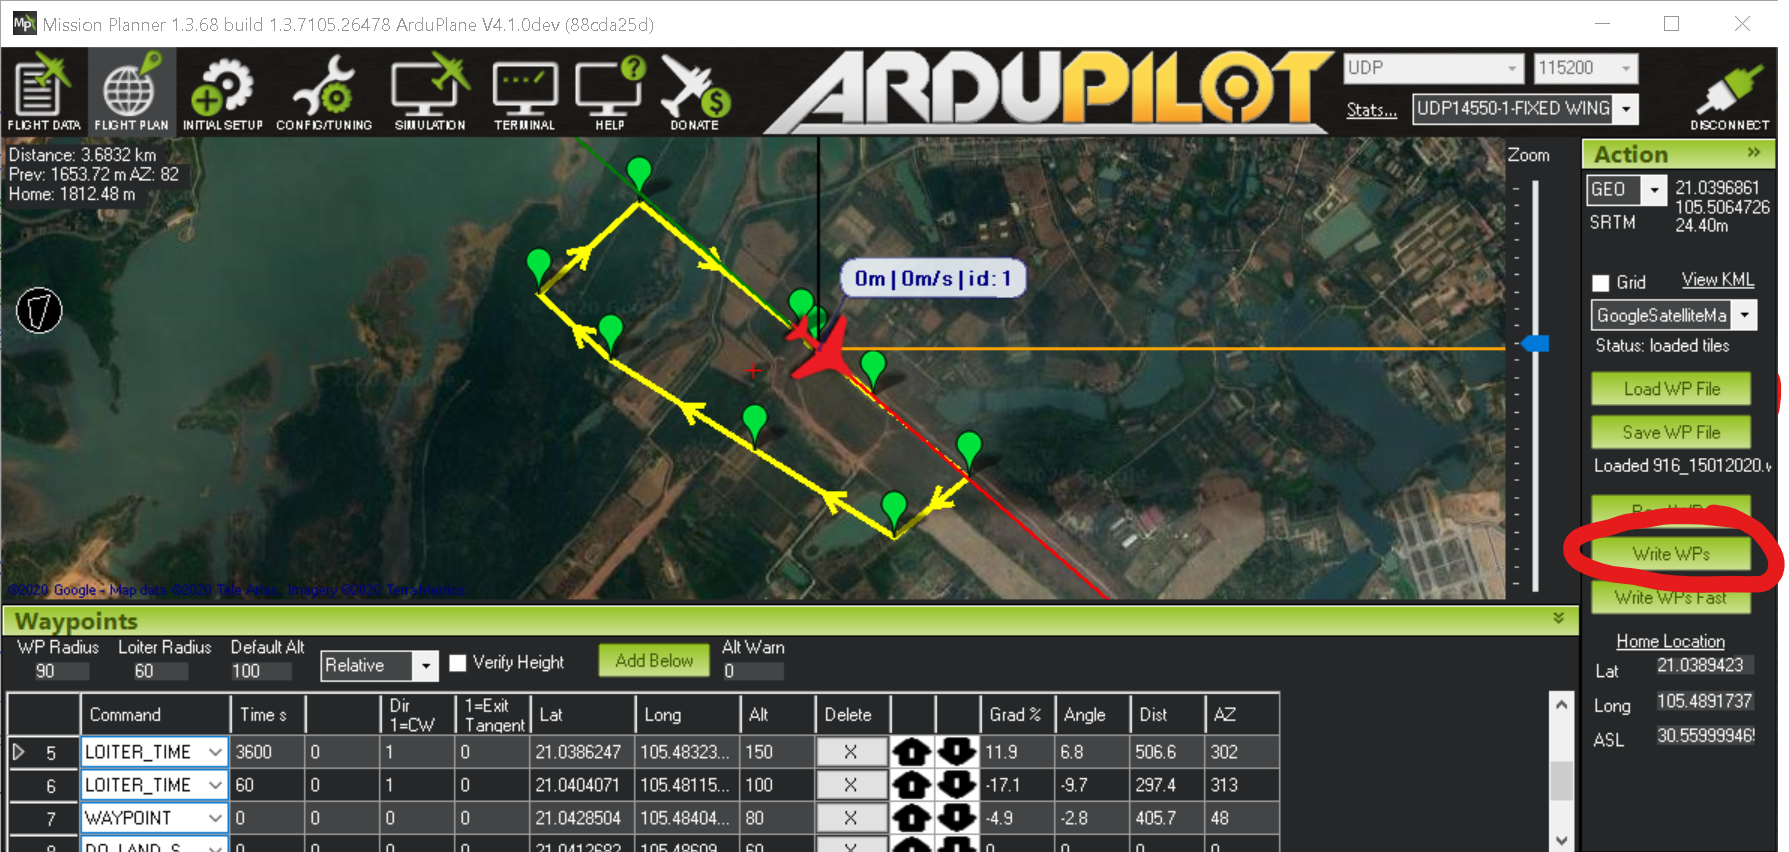 Mission Planner 1.3.68 build 1.3.7105.26478 ArduPlane V4.1.0dev (88cda25d)
FLIGHT DATA FLIGHT PLAN INITIAL SETUP CONFIG/TUNING SIMULATION TERMINAL HELP DONATE
ARDUPILOT
UDP 115200
Stats... UDP14550-1-FIXED WING
DISCONNECT
Distance: 3.6832 km
Prev: 1653.72 m AZ: 82
Home: 1812.48 m
0m | 0m/s | id: 1
©2020 Google - Map data ©2020 Tele Atlas, Imagery ©2020 TerraMetrics
Zoom
Action »
GEO 21.0396861
105.5064726
SRTM 24.40m
Grid View KML
GoogleSatelliteMa
Status: loaded tiles
Load WP File
Save WP File
Loaded 916_15012020.
Write WPs
Write WPs Fast
Home Location
Lat 21.0389423
Long 105.4891737
ASL 30.55999946
Waypoints
WP Radius Loiter Radius Default Alt Alt Warn
90 60 100 Relative Verify Height Add Below 0
Command Time s Dir 1=CW 1=Exit Tangent Lat Long Alt Delete Grad % Angle Dist AZ
5 LOITER_TIME 3600 0 1 0 21.0386247 105.48323... 150 X 11.9 6.8 506.6 302
6 LOITER_TIME 60 0 1 0 21.0404071 105.48115... 100 X -17.1 -9.7 297.4 313
7 WAYPOINT 0 0 0 0 21.0428504 105.48404... 80 X -4.9 -2.8 405.7 48
8 DO_LAND_S 0 0 0 0 21.0412682 105.48609 60 X 0 0 0 0